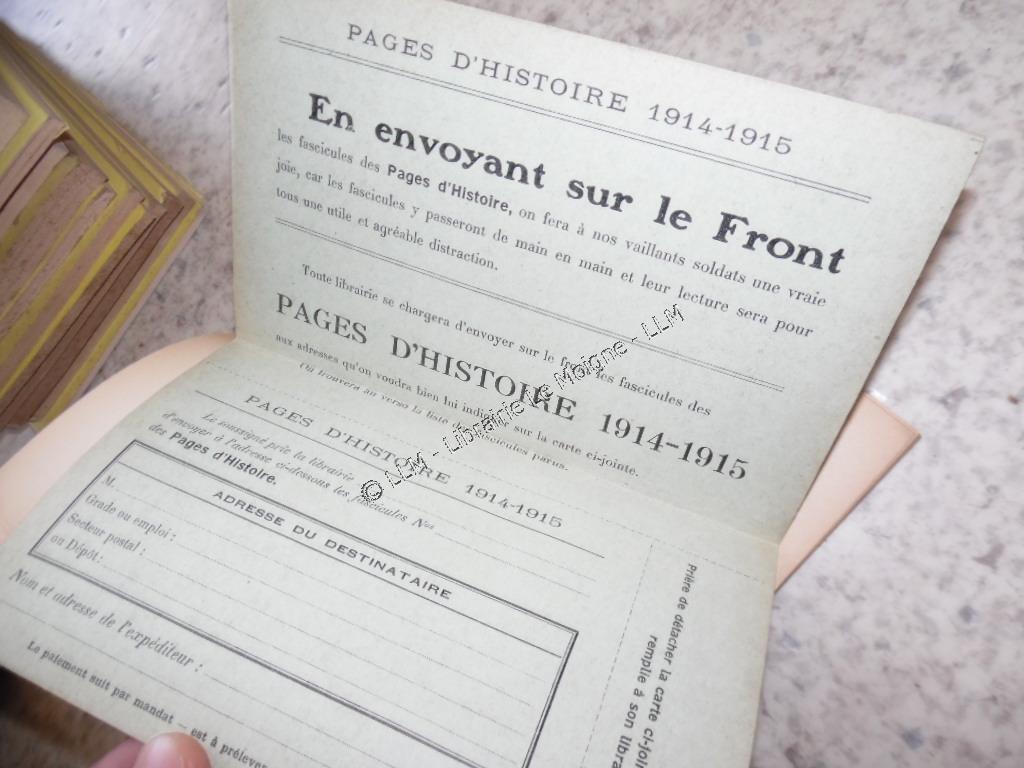 PAGES D'HISTOIRE 1914-1915
En envoyant sur le Front
les fascicules des Pages d'Histoire, on fera à nos vaillants soldats une vraie
joie, car les fascicules y passeront de main en main et leur lecture sera pour
tous une utile et agréable distraction.
Toute librairie se chargera d'envoyer sur le front les fascicules des
PAGES D'HISTOIRE 1914-1915
aux adresses qu'on voudra bien lui indiquer sur la carte ci-jointe.
(On trouvera au verso la liste des fascicules parus.
PAGES D'HISTOIRE 1914-1915
Le soussigné prie la librairie
d'envoyer à l'adresse ci-dessous les fascicules Nos
des Pages d'Histoire.
ADRESSE DU DESTINATAIRE
M.
Grade ou emploi :
Secteur postal :
ou Dépôt :
Nom et adresse de l'expéditeur :
Le paiement suit par mandat — est à prélever
Prière de détacher la carte ci-join
remplie à son libra
© LLM - Librairie Le Moigne - LLM